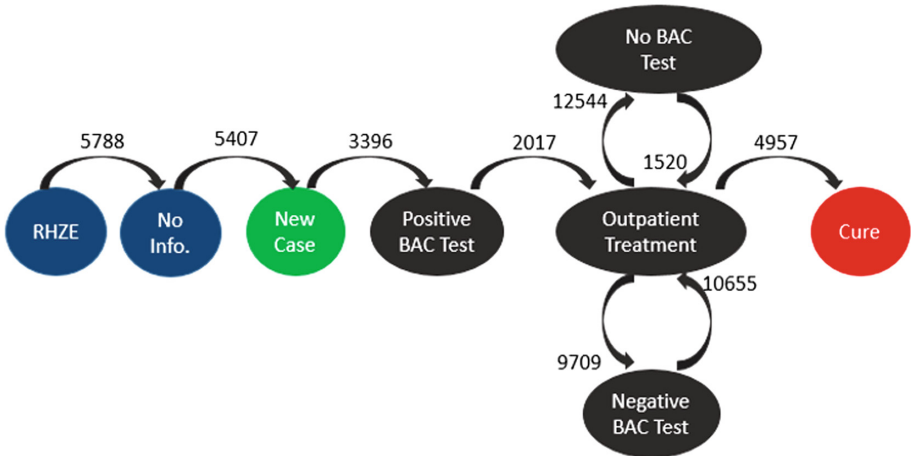 No BAC
Test
12544
5788
5407
3396
2017
1520
4957
RHZE
No
Info.
New
Case
Positive
BAC Test
Outpatient
Treatment
Cure
10655
9709
Negative
BAC Test